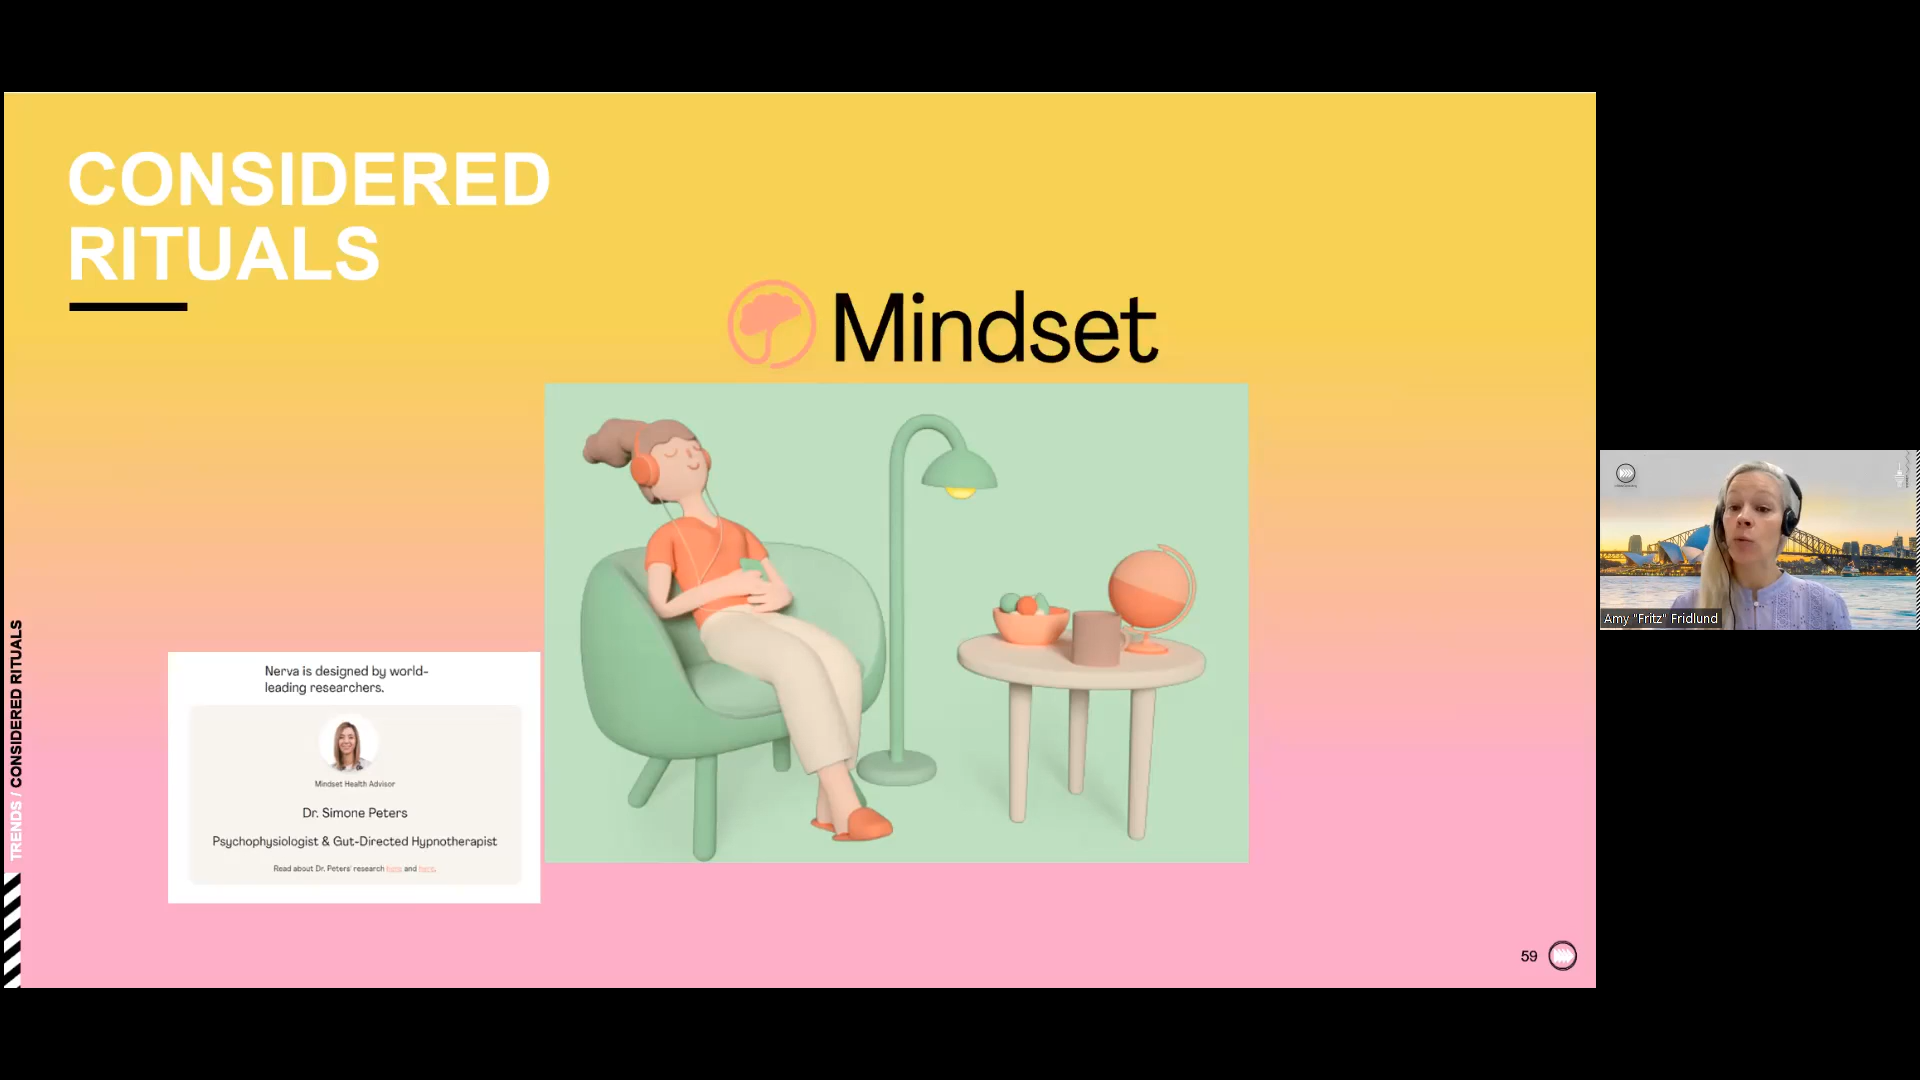 CONSIDERED
RITUALS
Mindset
Nerva is designed by world-
leading researchers.
Mindset Health Advisor
Dr. Simone Peters
Psychophysiologist & Gut-Directed Hypnotherapist
Read about Dr. Peters' research here and here.
TRENDS / CONSIDERED RITUALS
59
Amy "Fritz" Fridlund